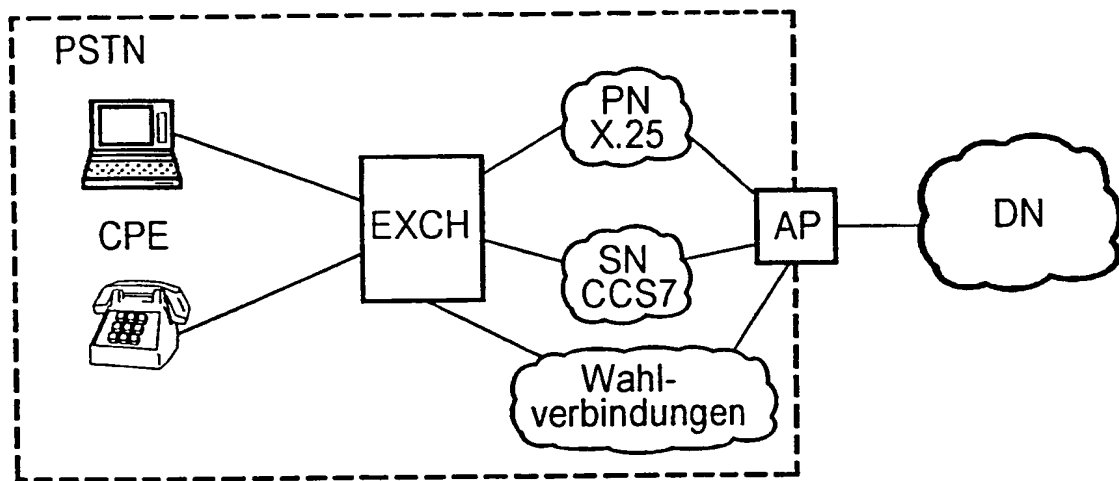 PSTN
CPE
EXCH
PN
X.25
SN
CCS7
Wahl-
verbindungen
AP
DN